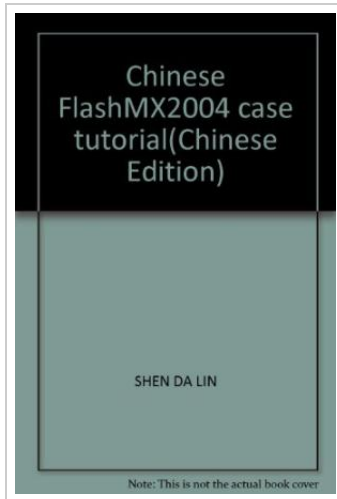 Chinese
FlashMX2004 case
tutorial(Chinese
Edition)
SHEN DA LIN
Note: This is not the actual book cover